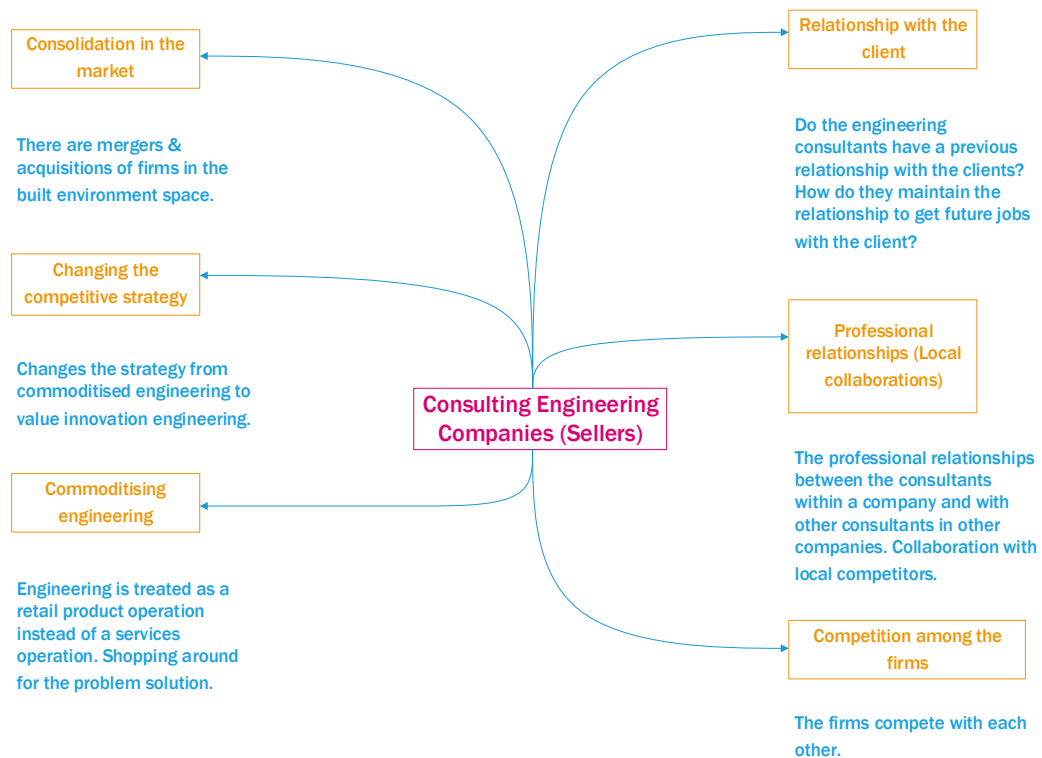 Consolidation in the
market
There are mergers &
acquisitions of firms in the
built environment space.
Changing the
competitive strategy
Changes the strategy from
commoditised engineering to
value innovation engineering.
Commoditising
engineering
Engineering is treated as a
retail product operation
instead of a services
operation. Shopping around
for the problem solution.
Consulting Engineering
Companies (Sellers)
Relationship with the
client
Do the engineering
consultants have a previous
relationship with the clients?
How do they maintain the
relationship to get future jobs
with the client?
Professional
relationships (Local
collaborations)
The professional relationships
between the consultants
within a company and with
other consultants in other
companies. Collaboration with
local competitors.
Competition among the
firms
The firms compete with each
other.